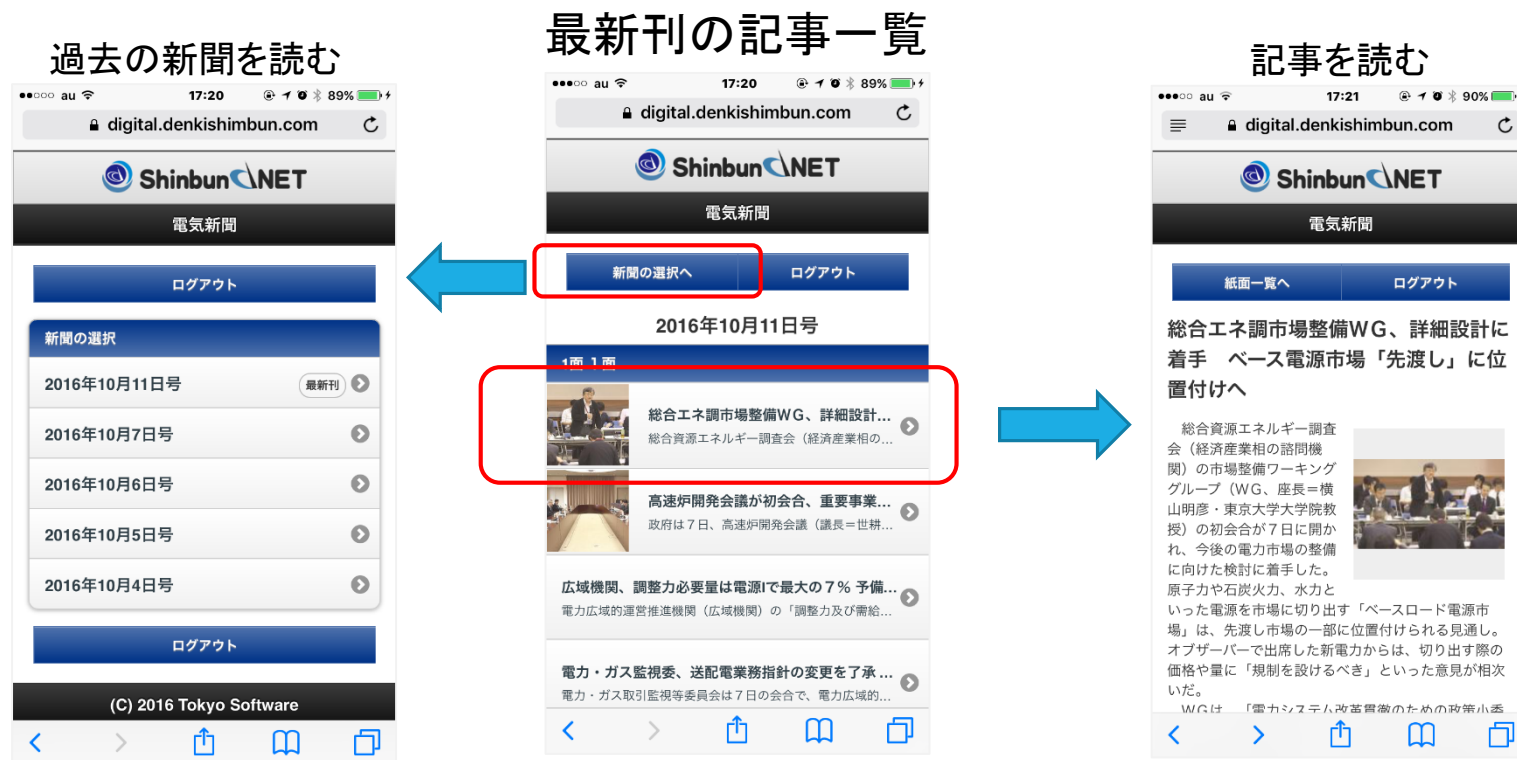 過去の新聞を読む
●●○○○ au 17:20 89%
digital.denkishimbun.com
Shinbun NET
電気新聞
ログアウト
新聞の選択
2016年10月11日号 最新刊
2016年10月7日号
2016年10月6日号
2016年10月5日号
2016年10月4日号
ログアウト
(C) 2016 Tokyo Software
最新刊の記事一覧
●●●○○ au 17:20 89%
digital.denkishimbun.com
Shinbun NET
電気新聞
新聞の選択へ ログアウト
2016年10月11日号
1面 1面
総合エネ調市場整備WG、詳細設計...
総合資源エネルギー調査会（経済産業相の...
高速炉開発会議が初会合、重要事業...
政府は７日、高速炉開発会議（議長＝世耕...
広域機関、調整力必要量は電源Iで最大の７% 予備...
電力広域的運営推進機関（広域機関）の「調整力及び需給...
電力・ガス監視委、送配電業務指針の変更を了承 ...
電力・ガス取引監視等委員会は７日の会合で、電力広域的...
記事を読む
●●●○○ au 17:21 90%
digital.denkishimbun.com
Shinbun NET
電気新聞
紙面一覧へ ログアウト
総合エネ調市場整備WG、詳細設計に
着手　ベース電源市場「先渡し」に位
置付けへ
総合資源エネルギー調査
会（経済産業相の諮問機
関）の市場整備ワーキング
グループ（WG、座長＝横
山明彦・東京大学大学院教
授）の初会合が７日に開か
れ、今後の電力市場の整備
に向けた検討に着手した。
原子力や石炭火力、水力と
いった電源を市場に切り出す「ベースロード電源市
場」は、先渡し市場の一部に位置付けられる見通し。
オブザーバーで出席した新電力からは、切り出す際の
価格や量に「規制を設けるべき」といった意見が相次
いだ。
WGは、「電力システム改革貫徹のための政策小委